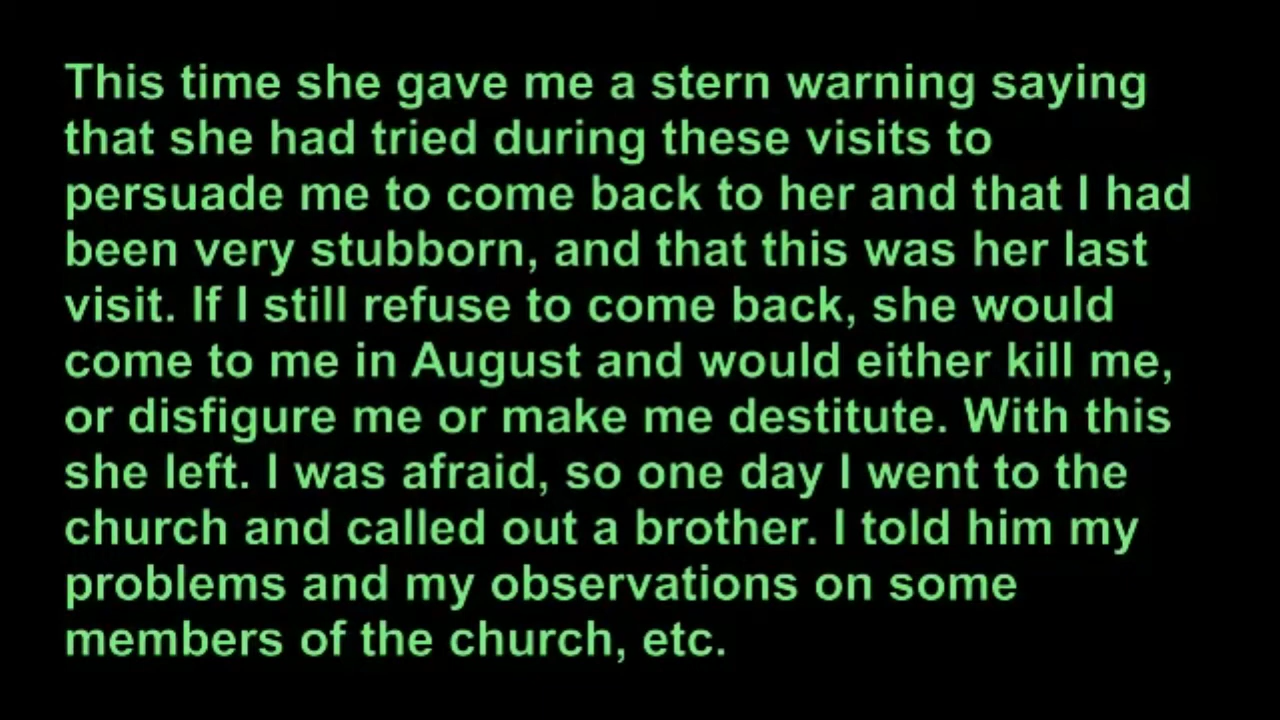 This time she gave me a stern warning saying
that she had tried during these visits to
persuade me to come back to her and that I had
been very stubborn, and that this was her last
visit. If I still refuse to come back, she would
come to me in August and would either kill me,
or disfigure me or make me destitute. With this
she left. I was afraid, so one day I went to the
church and called out a brother. I told him my
problems and my observations on some
members of the church, etc.